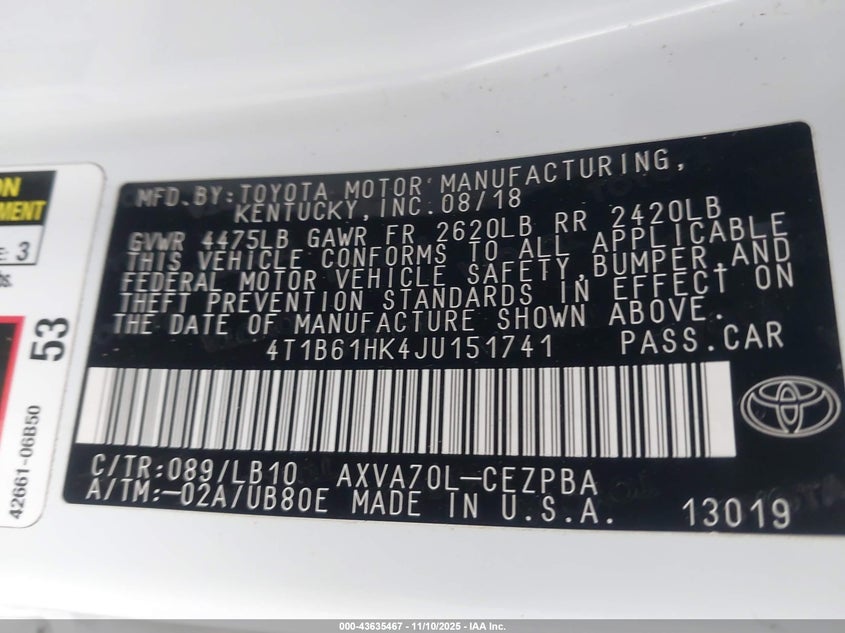 ON
MENT
E: 3
bs.
53
42661-06B50
MFD. BY: TOYOTA MOTOR MANUFACTURING,
KENTUCKY, INC. 08/18
GVWR 4475LB GAWR FR 2620LB RR 2420LB
THIS VEHICLE CONFORMS TO ALL APPLICABLE
FEDERAL MOTOR VEHICLE SAFETY, BUMPER, AND
THEFT PREVENTION STANDARDS IN EFFECT ON
THE DATE OF MANUFACTURE SHOWN ABOVE.
4T1B61HK4JU151741 PASS. CAR
C/TR: 089/LB10 AXVA70L-CEZPBA
A/TM: -02A/UB80E MADE IN U.S.A. 13019
000-43635467 - 11/10/2025 - IAA Inc.